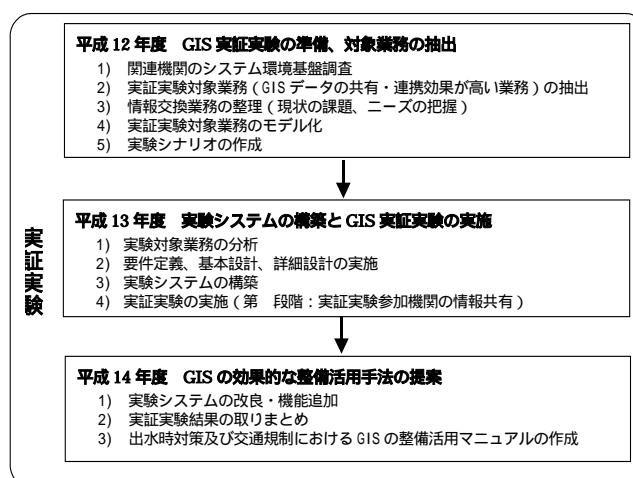 実証実験
平成 12 年度　GIS 実証実験の準備、対象業務の抽出
1)　関連機関のシステム環境基盤調査
2)　実証実験対象業務（GIS データの共有・連携効果が高い業務）の抽出
3)　情報交換業務の整理（現状の課題、ニーズの把握）
4)　実証実験対象業務のモデル化
5)　実験シナリオの作成
平成 13 年度　実験システムの構築と GIS 実証実験の実施
1)　実験対象業務の分析
2)　要件定義、基本設計、詳細設計の実施
3)　実験システムの構築
4)　実証実験の実施（第　段階：実証実験参加機関の情報共有）
平成 14 年度　GIS の効果的な整備活用手法の提案
1)　実験システムの改良・機能追加
2)　実証実験結果の取りまとめ
3)　出水時対策及び交通規制における GIS の整備活用マニュアルの作成